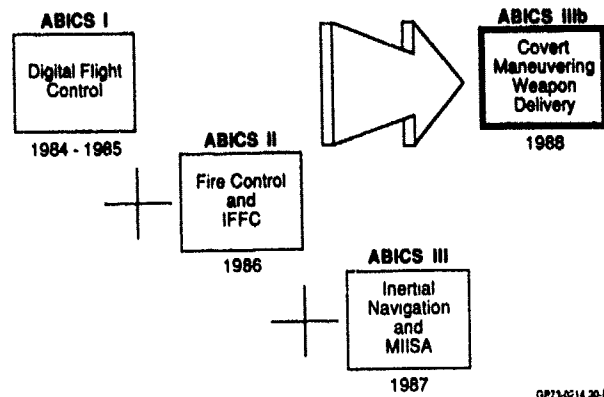 ABICS I
Digital Flight
Control
1984 - 1985
ABICS II
Fire Control
and
IFFC
1986
ABICS III
Inertial
Navigation
and
MIISA
1987
ABICS IIIb
Covert
Maneuvering
Weapon
Delivery
1988